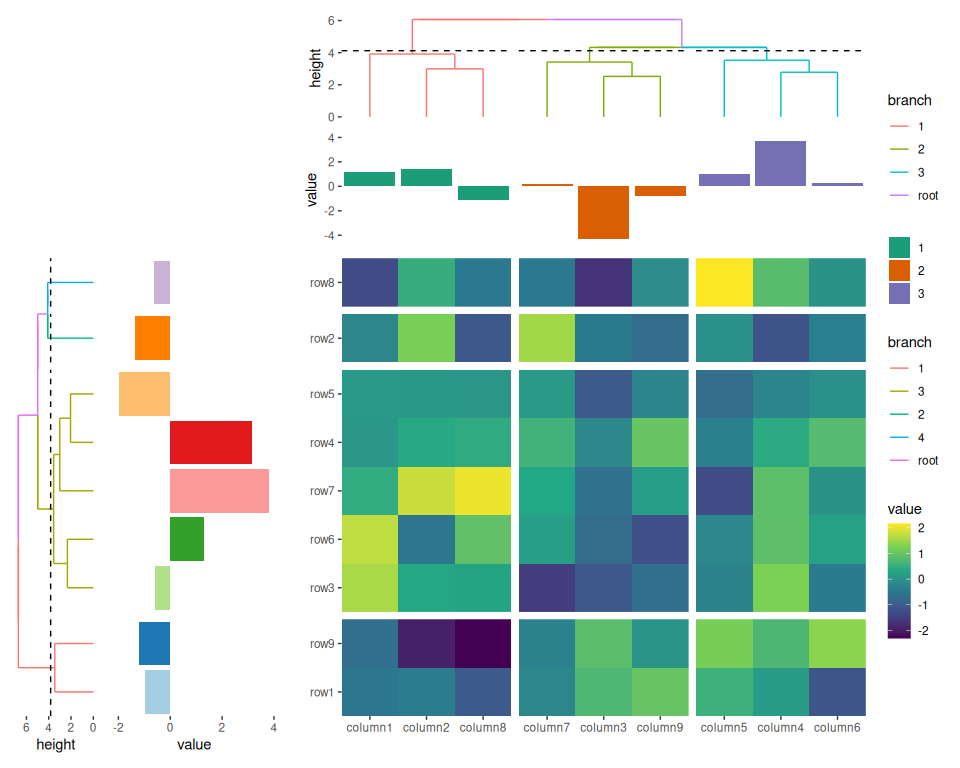 6
4
2
0
height
4
2
0
-2
-4
value
branch
1
2
3
root
1
2
3
branch
1
3
2
4
root
value
2
1
0
-1
-2
row8
row2
row5
row4
row7
row6
row3
row9
row1
6 4 2 0
height
-2 0 2 4
value
column1 column2 column8 column7 column3 column9 column5 column4 column6